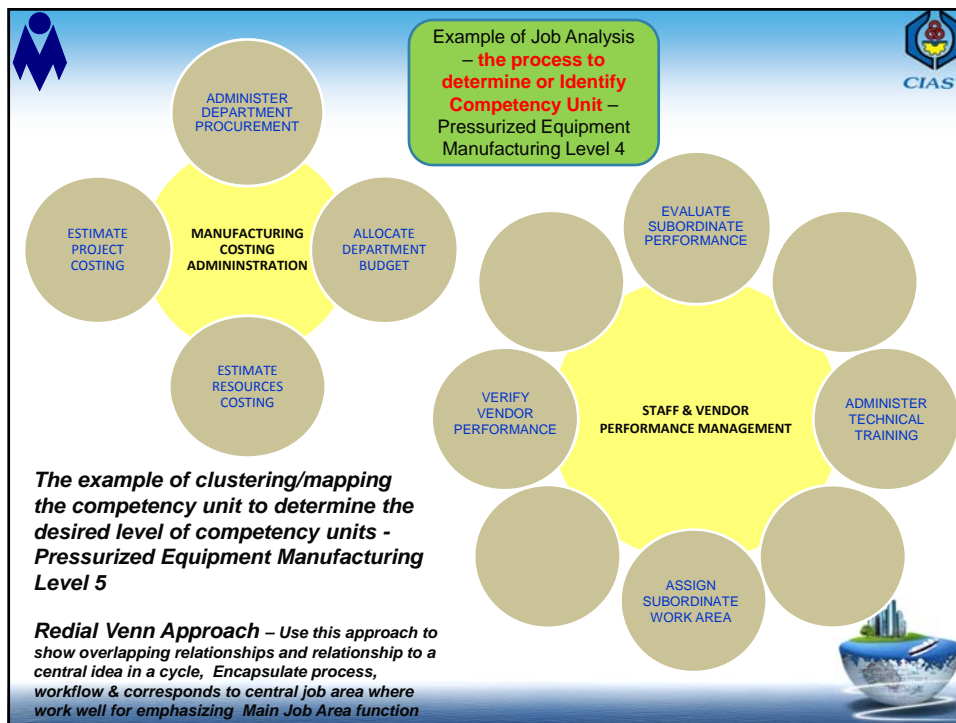 Example of Job Analysis
– the process to
determine or Identify
Competency Unit –
Pressurized Equipment
Manufacturing Level 4
CIAST
ADMINISTER
DEPARTMENT
PROCUREMENT
ESTIMATE
PROJECT
COSTING
MANUFACTURING
COSTING
ADMININSTRATION
ALLOCATE
DEPARTMENT
BUDGET
ESTIMATE
RESOURCES
COSTING
EVALUATE
SUBORDINATE
PERFORMANCE
VERIFY
VENDOR
PERFORMANCE
STAFF & VENDOR
PERFORMANCE MANAGEMENT
ADMINISTER
TECHNICAL
TRAINING
ASSIGN
SUBORDINATE
WORK AREA
The example of clustering/mapping
the competency unit to determine the
desired level of competency units -
Pressurized Equipment Manufacturing
Level 5
Redial Venn Approach – Use this approach to
show overlapping relationships and relationship to a
central idea in a cycle, Encapsulate process,
workflow & corresponds to central job area where
work well for emphasizing Main Job Area function